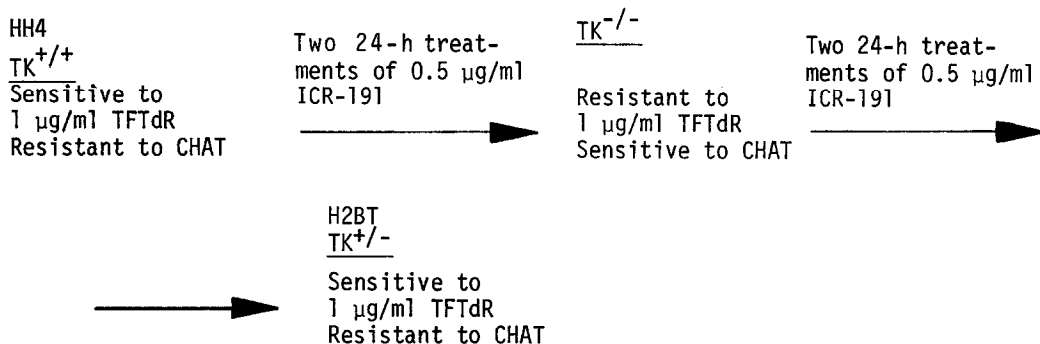 HH4
TK+/+
Sensitive to
1 µg/ml TFTdR
Resistant to CHAT
Two 24-h treat-
ments of 0.5 µg/ml
ICR-191
TK-/-
Resistant to
1 µg/ml TFTdR
Sensitive to CHAT
Two 24-h treat-
ments of 0.5 µg/ml
ICR-191
H2BT
TK+/-
Sensitive to
1 µg/ml TFTdR
Resistant to CHAT